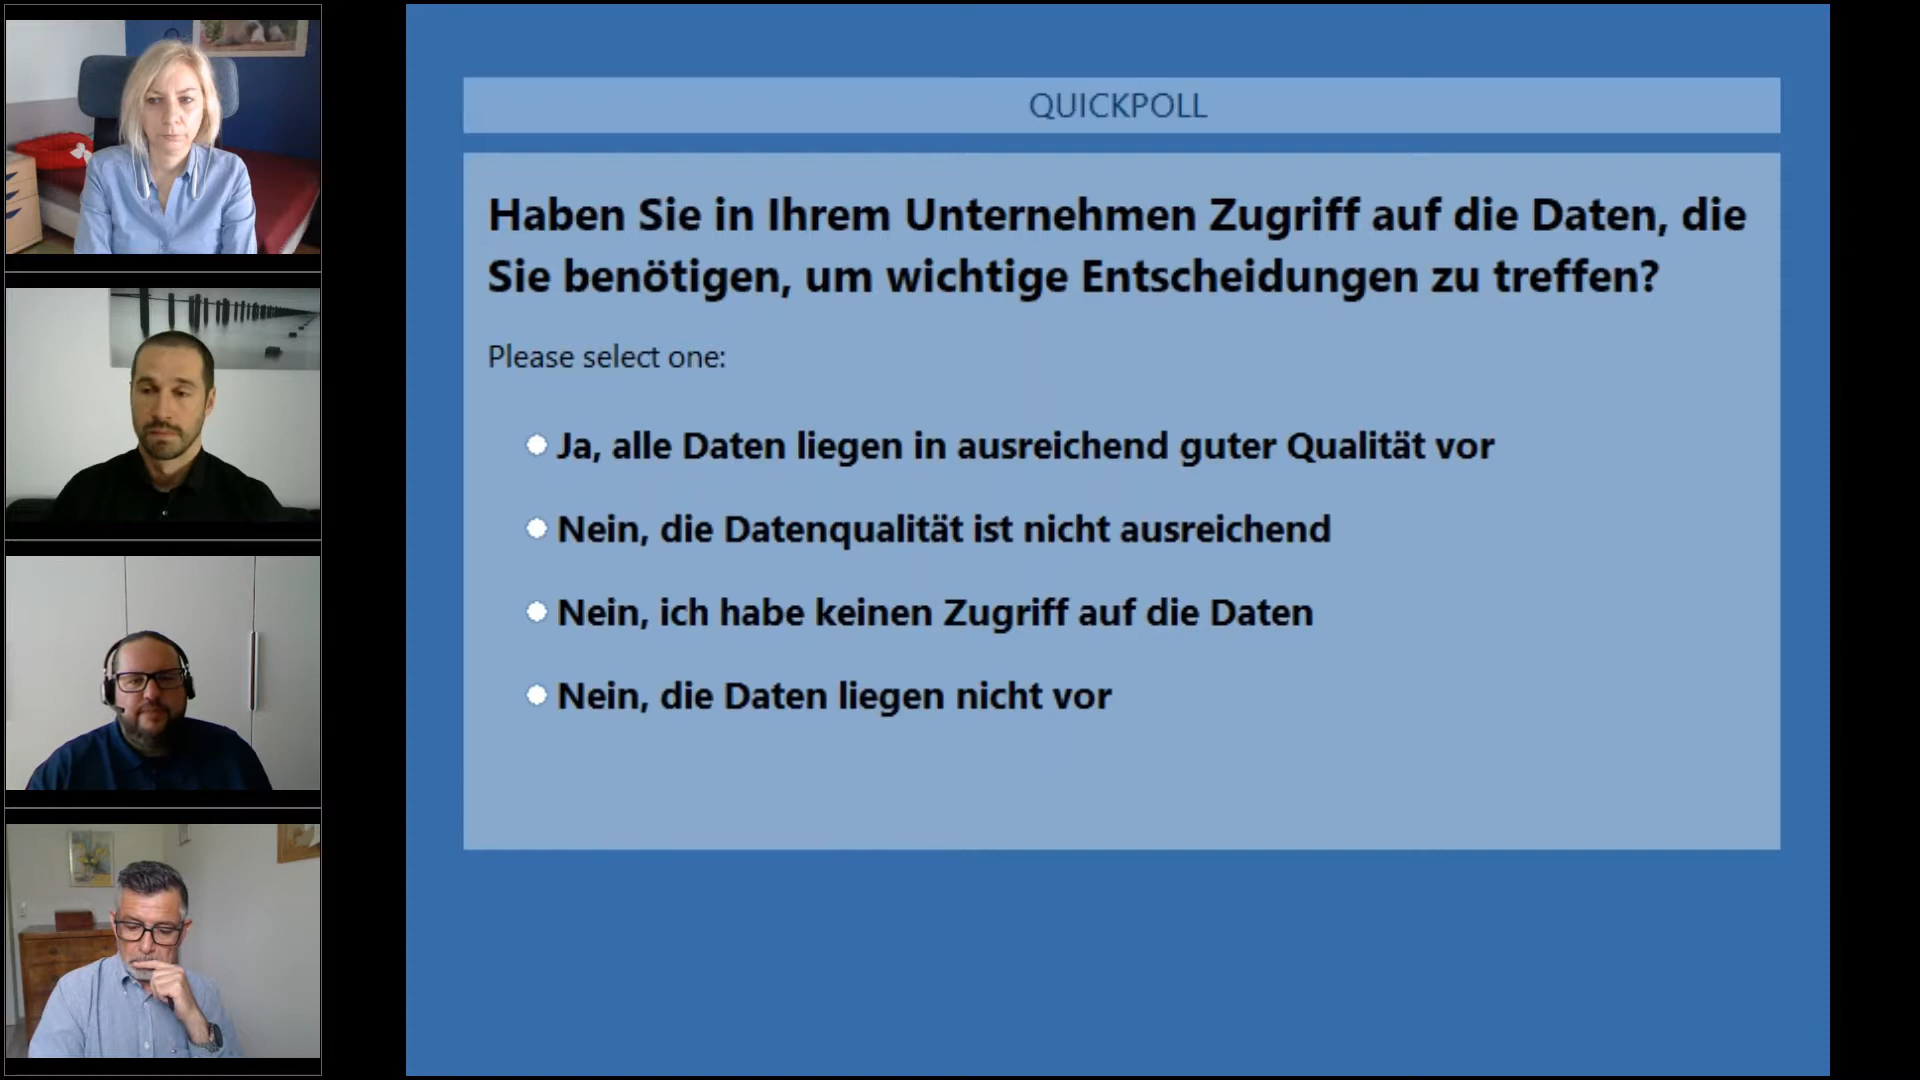 QUICKPOLL
Haben Sie in Ihrem Unternehmen Zugriff auf die Daten, die
Sie benötigen, um wichtige Entscheidungen zu treffen?
Please select one:
Ja, alle Daten liegen in ausreichend guter Qualität vor
Nein, die Datenqualität ist nicht ausreichend
Nein, ich habe keinen Zugriff auf die Daten
Nein, die Daten liegen nicht vor